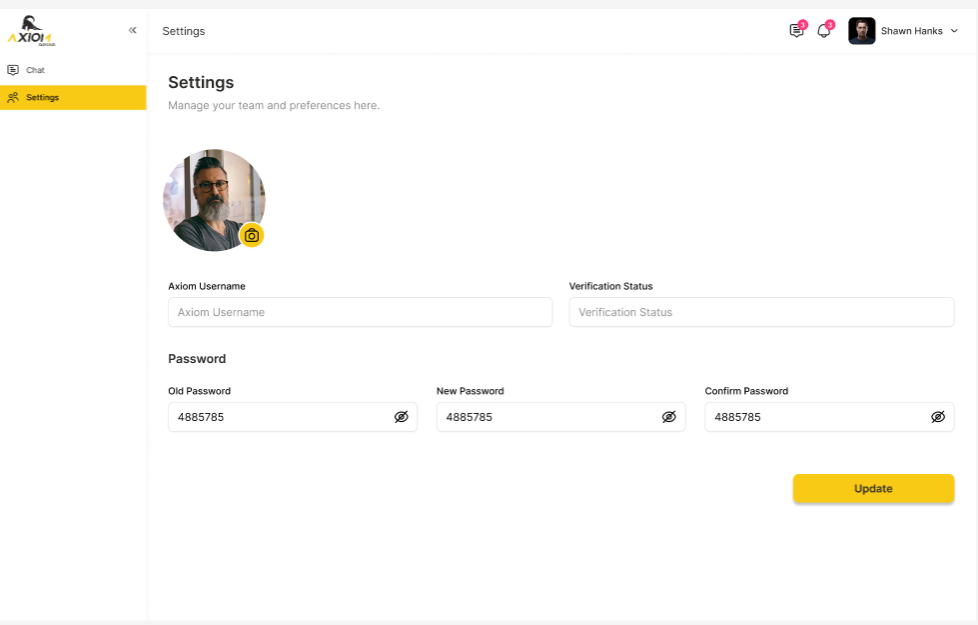 AXIOM
Settings
3
3
Shawn Hanks
Chat
Settings
Settings
Manage your team and preferences here.
Axiom Username
Verification Status
Axiom Username
Verification Status
Password
Old Password
New Password
Confirm Password
4885785
4885785
4885785
Update